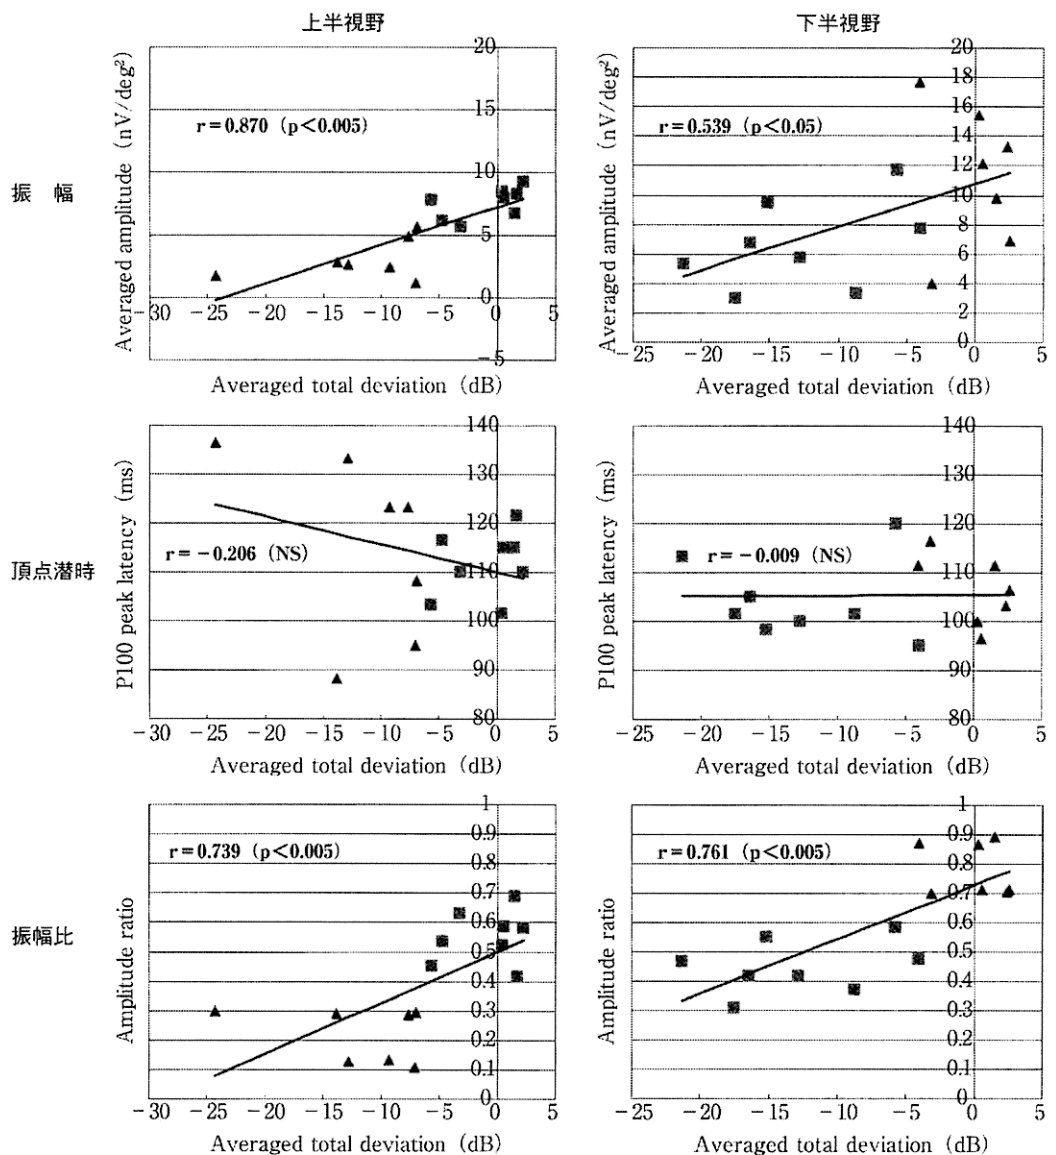 上半視野
下半視野
振 幅
Averaged amplitude (nV/deg²)
20
15
10
5
0
−5
r=0.870 (p<0.005)
−30 −25 −20 −15 −10 −5 0 5
Averaged total deviation (dB)
Averaged amplitude (nV/deg²)
20
18
16
14
12
10
8
6
4
2
0
r=0.539 (p<0.05)
−25 −20 −15 −10 −5 0 5
Averaged total deviation (dB)
頂点潜時
P100 peak latency (ms)
140
130
120
110
100
90
80
r=−0.206 (NS)
−30 −25 −20 −15 −10 −5 0 5
Averaged total deviation (dB)
P100 peak latency (ms)
140
130
120
110
100
90
80
r=−0.009 (NS)
−25 −20 −15 −10 −5 0 5
Averaged total deviation (dB)
振幅比
Amplitude ratio
1
0.9
0.8
0.7
0.6
0.5
0.4
0.3
0.2
0.1
0
r=0.739 (p<0.005)
−30 −25 −20 −15 −10 −5 0 5
Averaged total deviation (dB)
Amplitude ratio
1
0.9
0.8
0.7
0.6
0.5
0.4
0.3
0.2
0.1
0
r=0.761 (p<0.005)
−25 −20 −15 −10 −5 0 5
Averaged total deviation (dB)